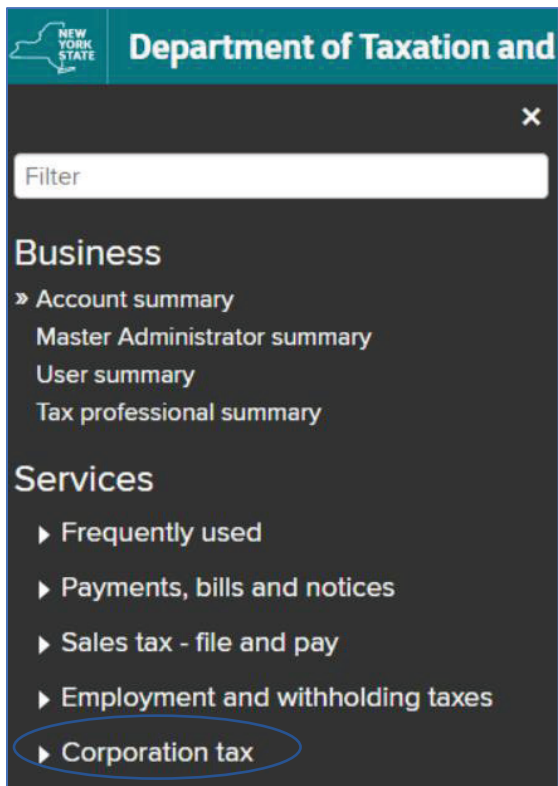 NEW
YORK
STATE
Department of Taxation and
×
Filter
Business
» Account summary
Master Administrator summary
User summary
Tax professional summary
Services
Frequently used
Payments, bills and notices
Sales tax - file and pay
Employment and withholding taxes
Corporation tax